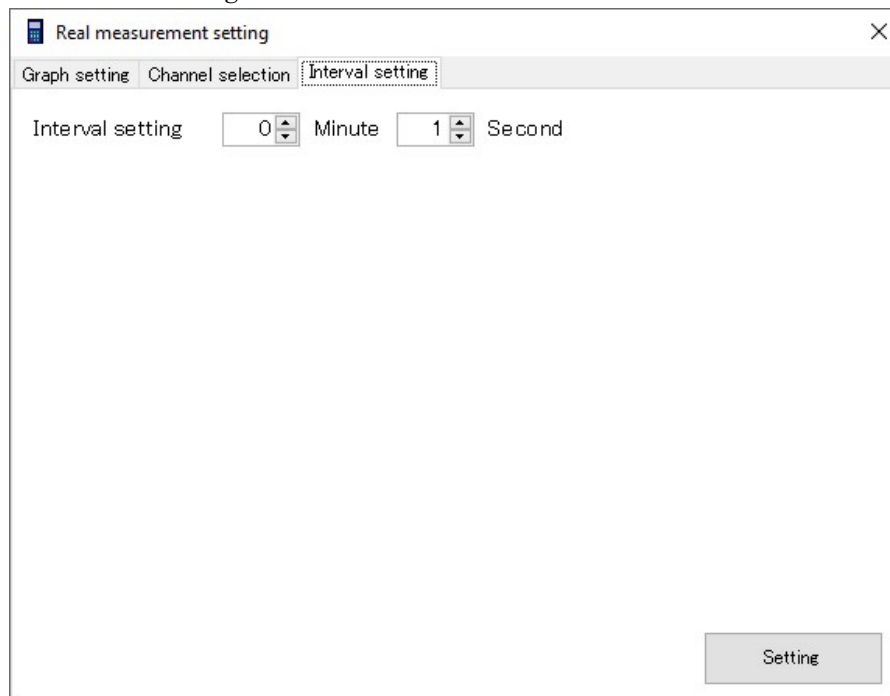 Real measurement setting
Graph setting Channel selection Interval setting
Interval setting 0 Minute 1 Second
Setting